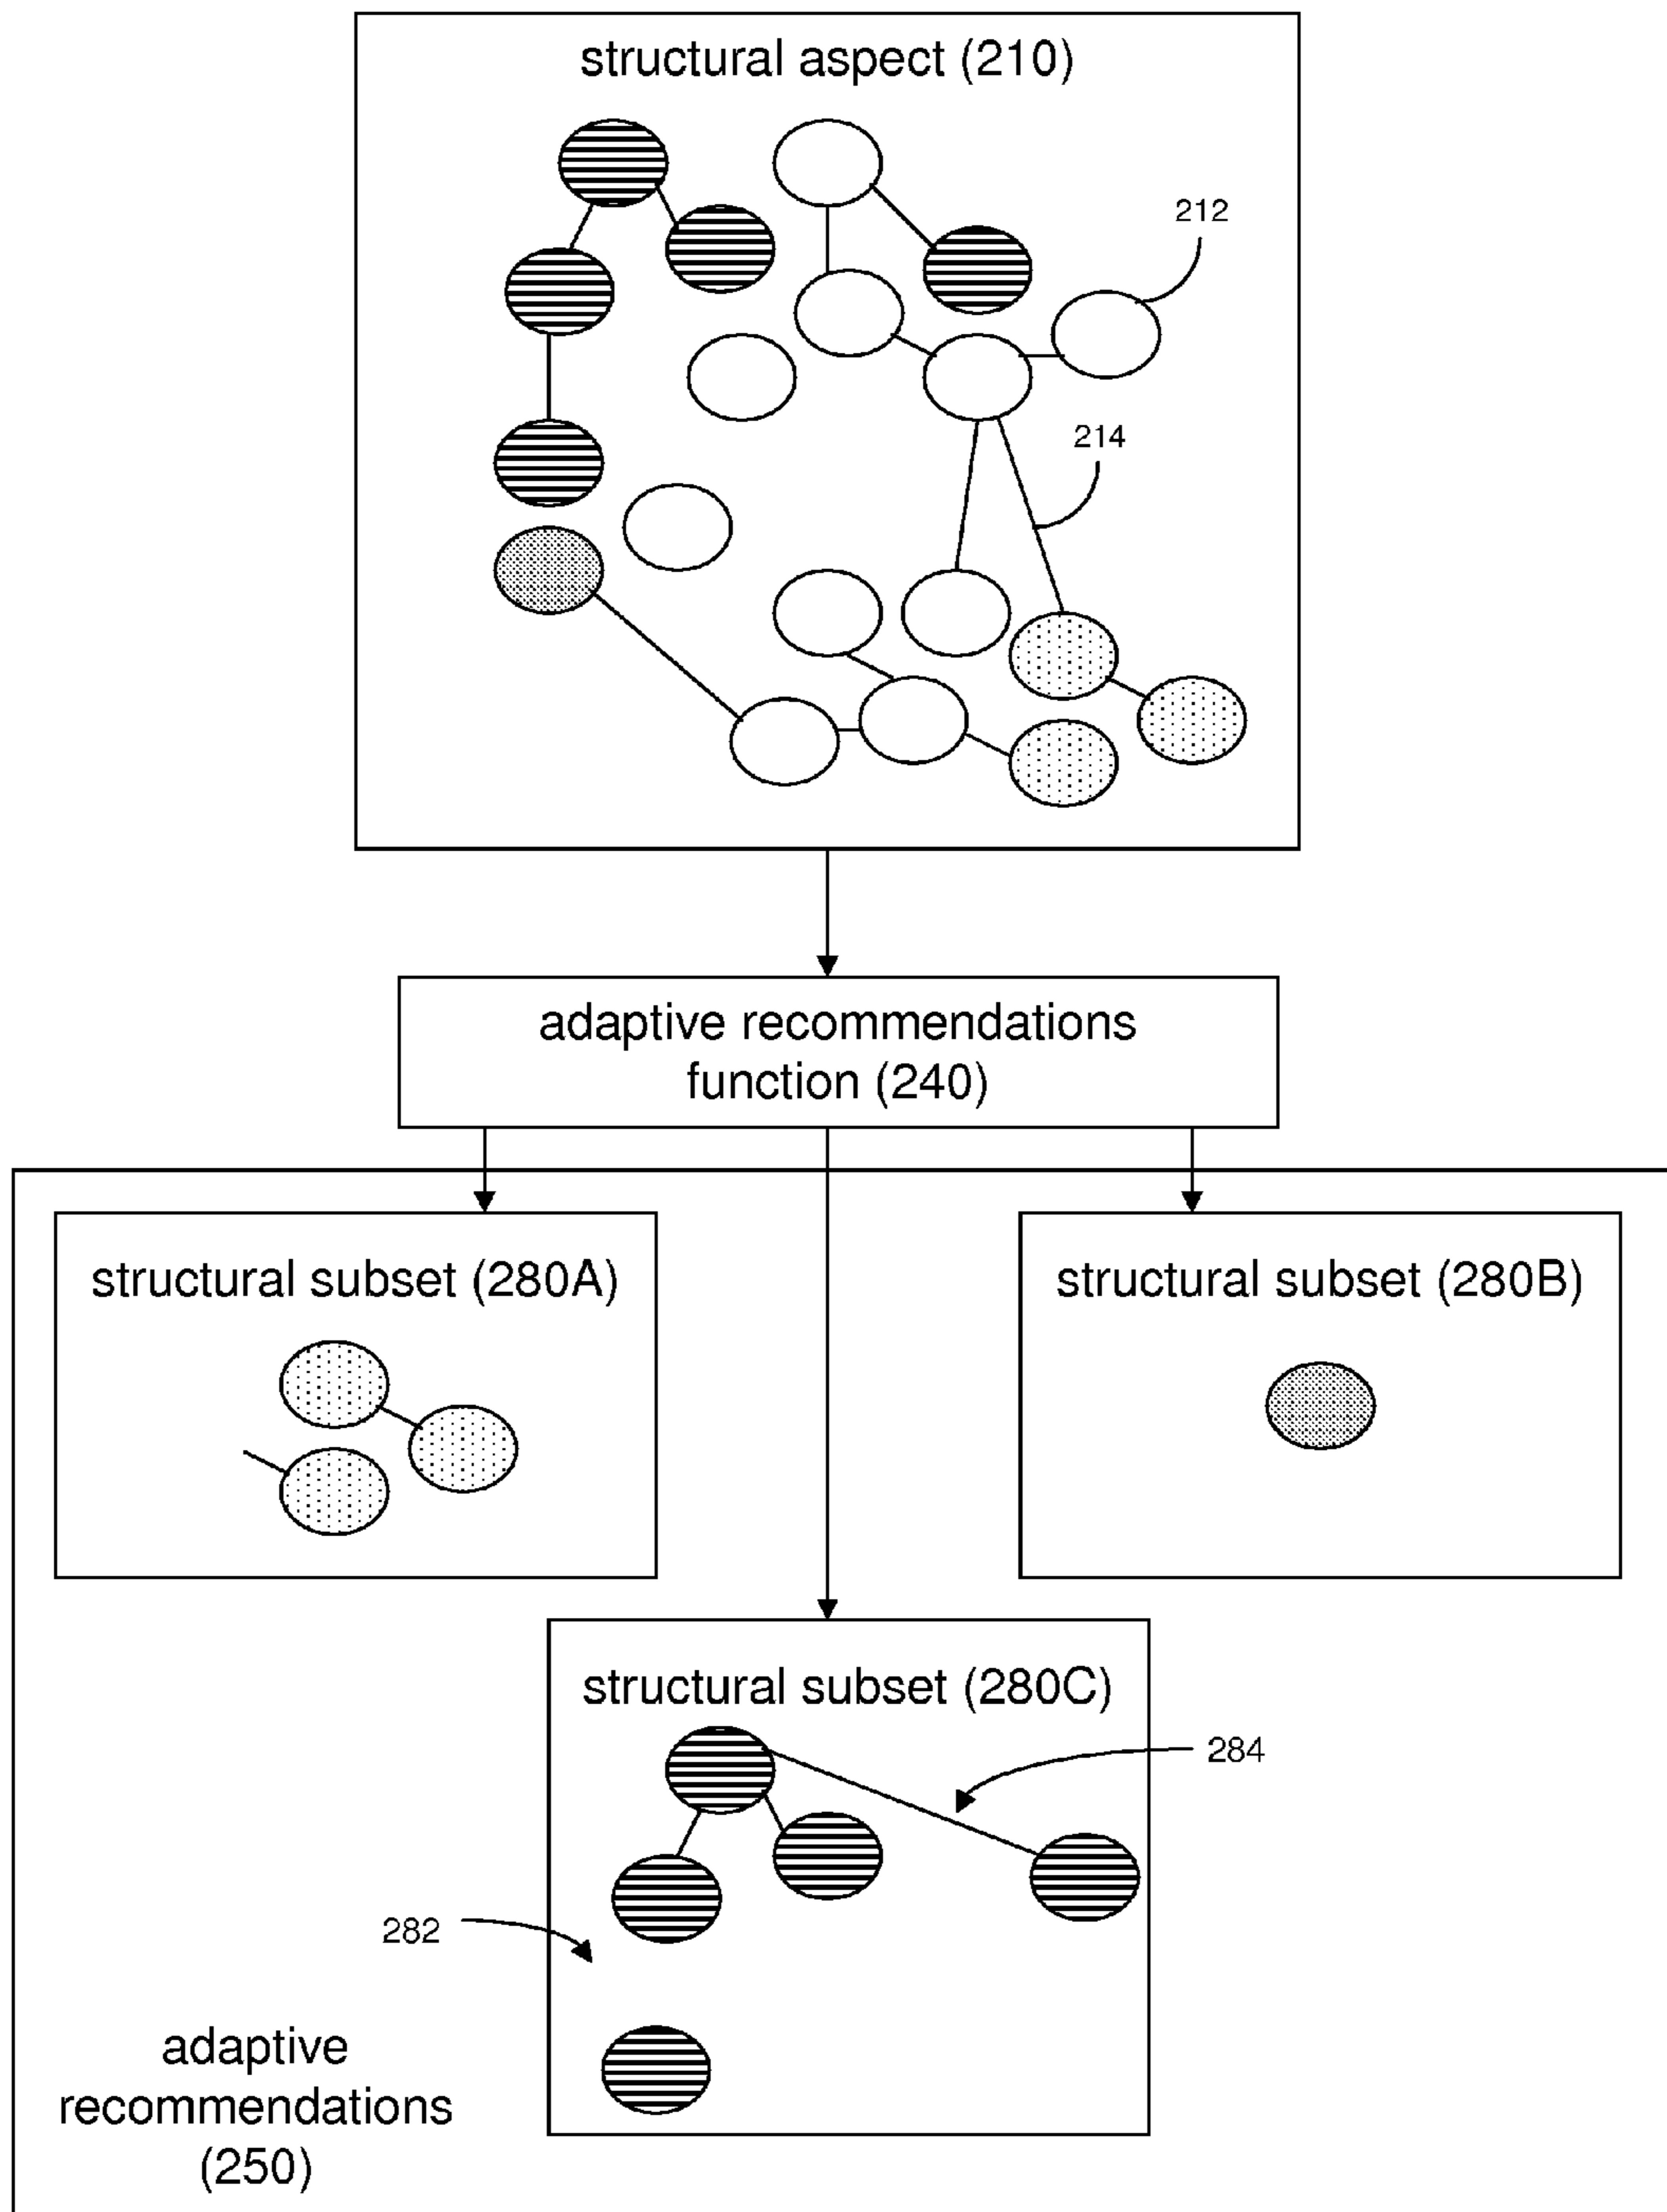 structural aspect (210)
212
214
adaptive recommendations
function (240)
structural subset (280A)
structural subset (280B)
structural subset (280C)
284
282
adaptive
recommendations
(250)